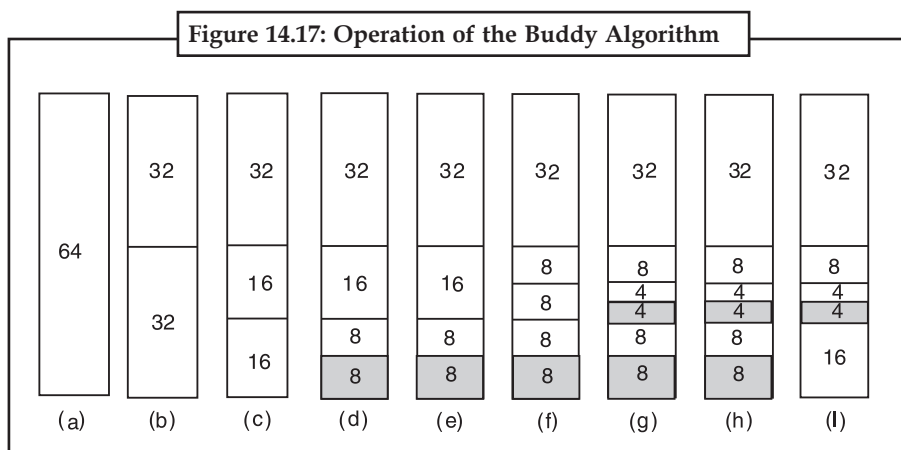 Figure 14.17: Operation of the Buddy Algorithm
32 32 32 32 32 32 32 32
64
8 8 8 8
16 16 16
4 4 4
8
4 4 4
32
8 8 8 8 8
16
16
8 8 8 8 8
(a) (b) (c) (d) (e) (f) (g) (h) (I)